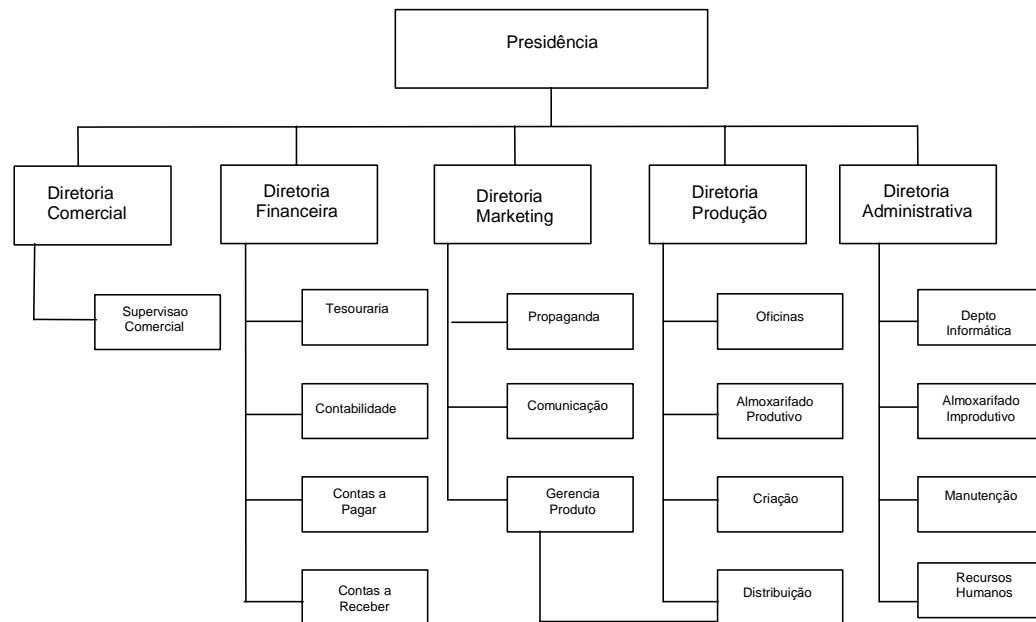 Presidência
Diretoria
Comercial
Diretoria
Financeira
Diretoria
Marketing
Diretoria
Produção
Diretoria
Administrativa
Supervisao
Comercial
Tesouraria
Contabilidade
Contas a
Pagar
Contas a
Receber
Propaganda
Comunicação
Gerencia
Produto
Oficinas
Almoxarifado
Produtivo
Criação
Distribuição
Depto
Informática
Almoxarifado
Improdutivo
Manutenção
Recursos
Humanos